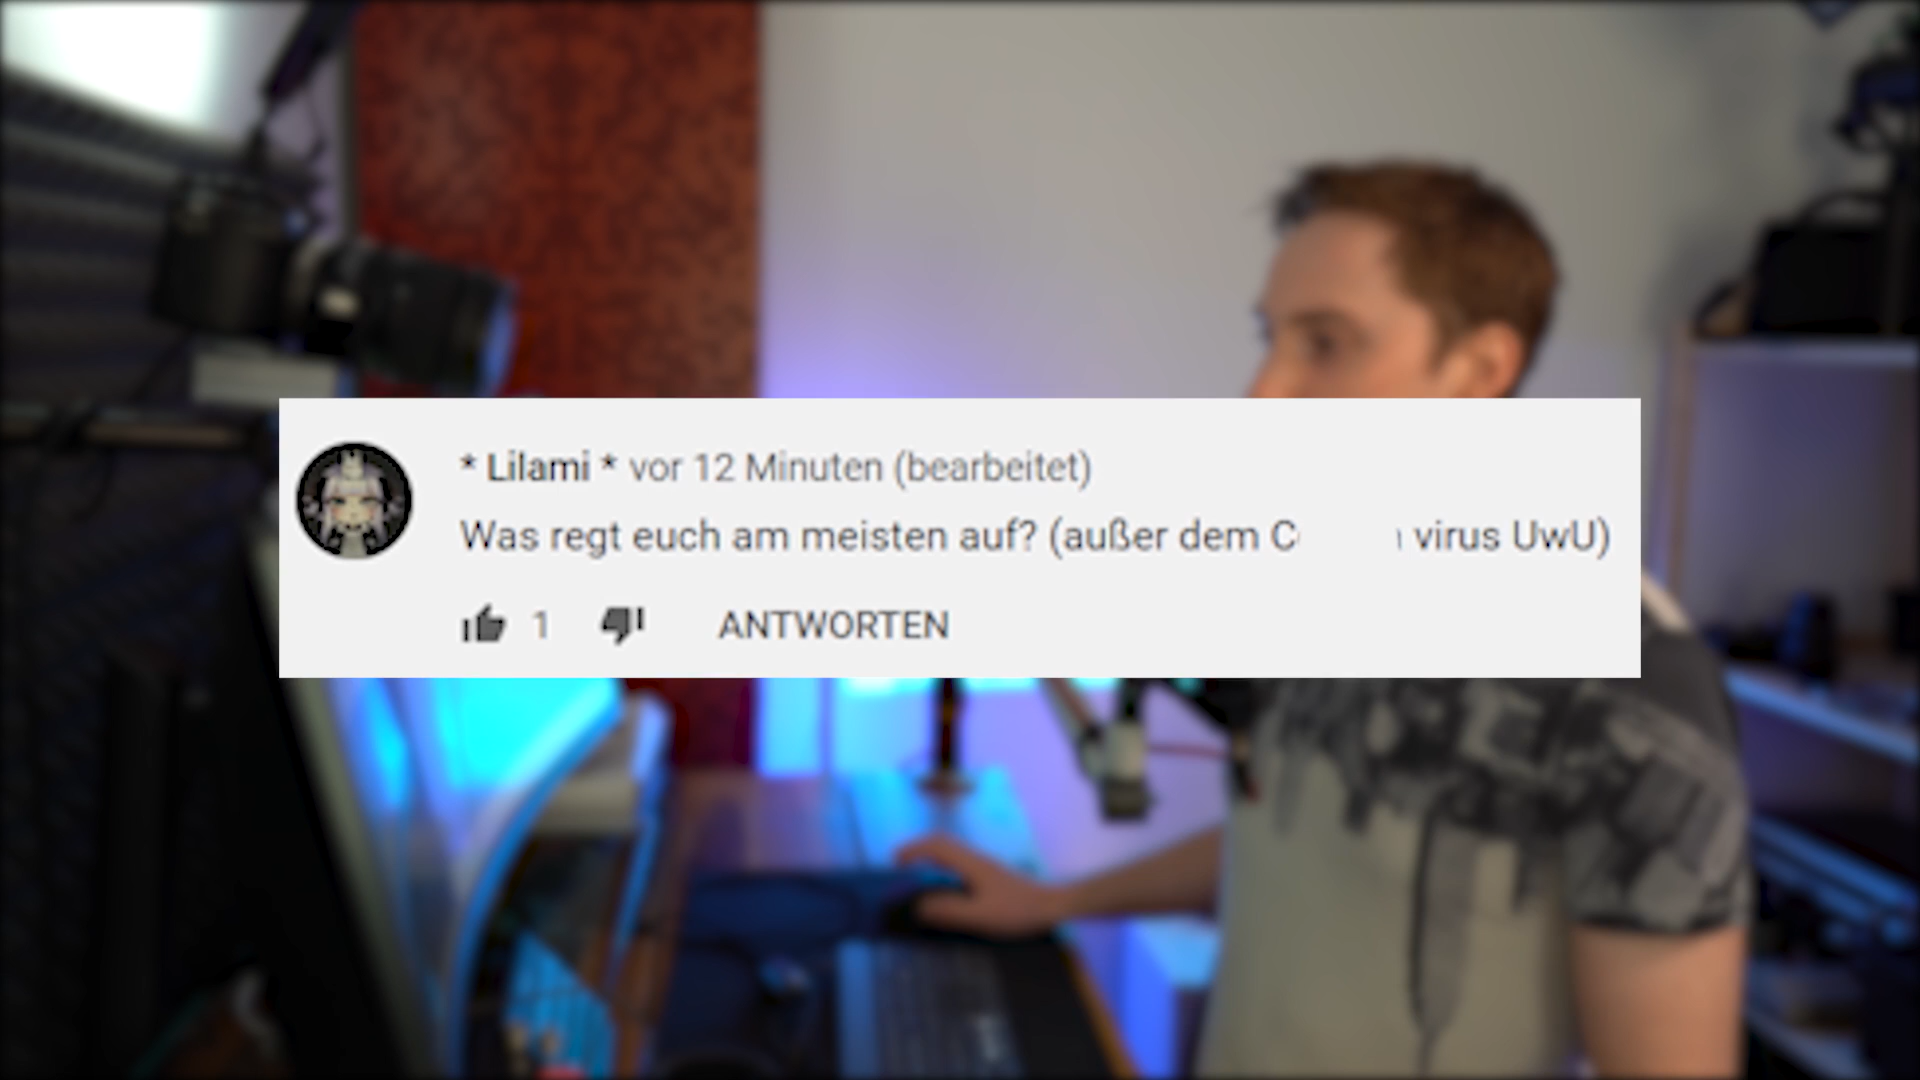 * Lilami * vor 12 Minuten (bearbeitet)
Was regt euch am meisten auf? (außer dem C virus UwU)
1 ANTWORTEN